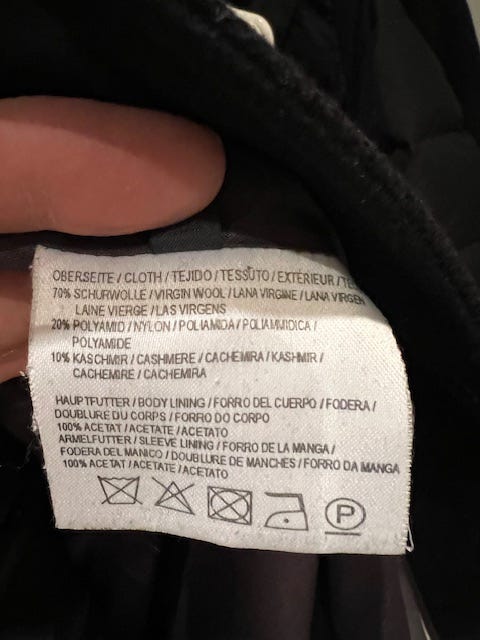 OBERSEITE / CLOTH / TEJIDO / TESSUTO / EXTÉRIEUR /
70% SCHURWOLLE / VIRGIN WOOL / LANA VIRGINE / LANA VIRGEN
LAINE VIERGE / LAS VIRGENS
20% POLYAMID / NYLON / POLIAMIDA / POLIAMMIDICA /
POLYAMIDE
10% KASCHMIR / CASHMERE / CACHEMIRA / KASHMIR /
CACHEMIRE / CACHEMIRA
HAUPTFUTTER / BODY LINING / FORRO DEL CUERPO / FODERA /
DOUBLURE DU CORPS / FORRO DO CORPO
100% ACETAT / ACETATE / ACETATO
ARMELFUTTER / SLEEVE LINING / FORRO DE LA MANGA /
FODERA DEL MANICO / DOUBLURE DE MANCHES / FORRO DA MANGA
100% ACETAT / ACETATE / ACETATO
P